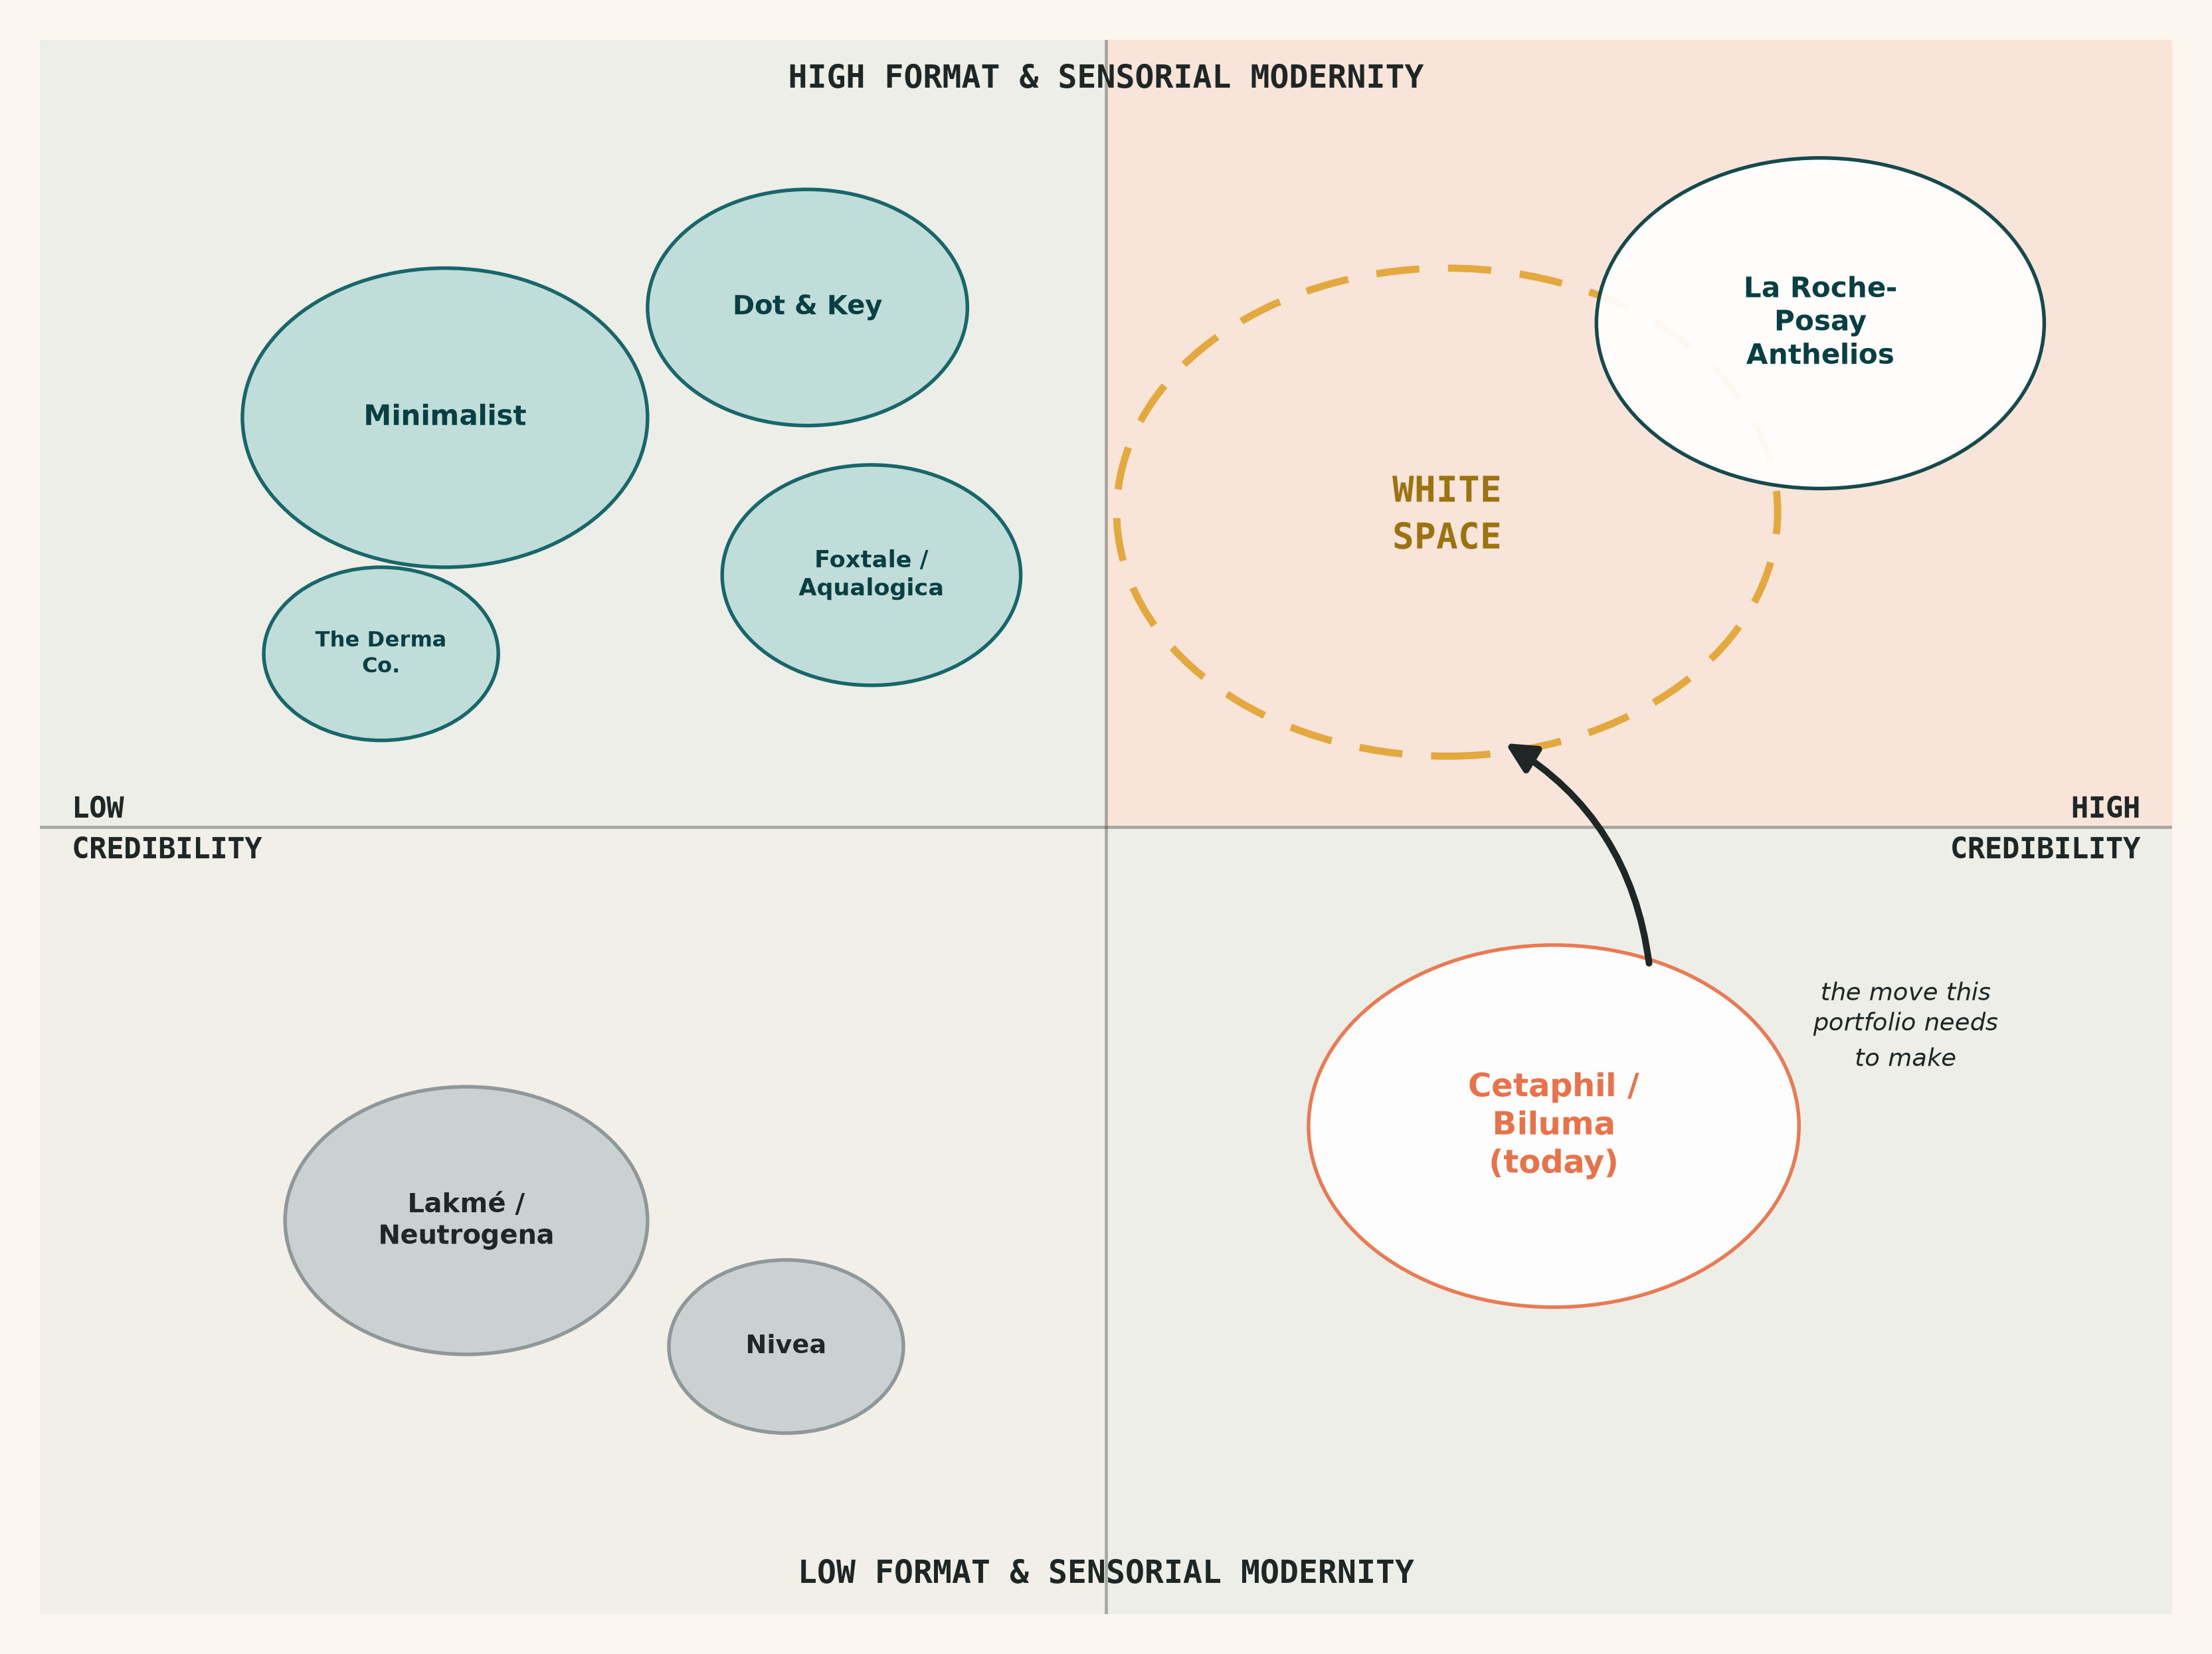 HIGH FORMAT & SENSORIAL MODERNITY
Dot & Key
La Roche-
Posay
Anthelios
Minimalist
WHITE
SPACE
Foxtale /
Aqualogica
The Derma
Co.
LOW
CREDIBILITY
HIGH
CREDIBILITY
the move this
portfolio needs
to make
Cetaphil /
Biluma
(today)
Lakmé /
Neutrogena
Nivea
LOW FORMAT & SENSORIAL MODERNITY